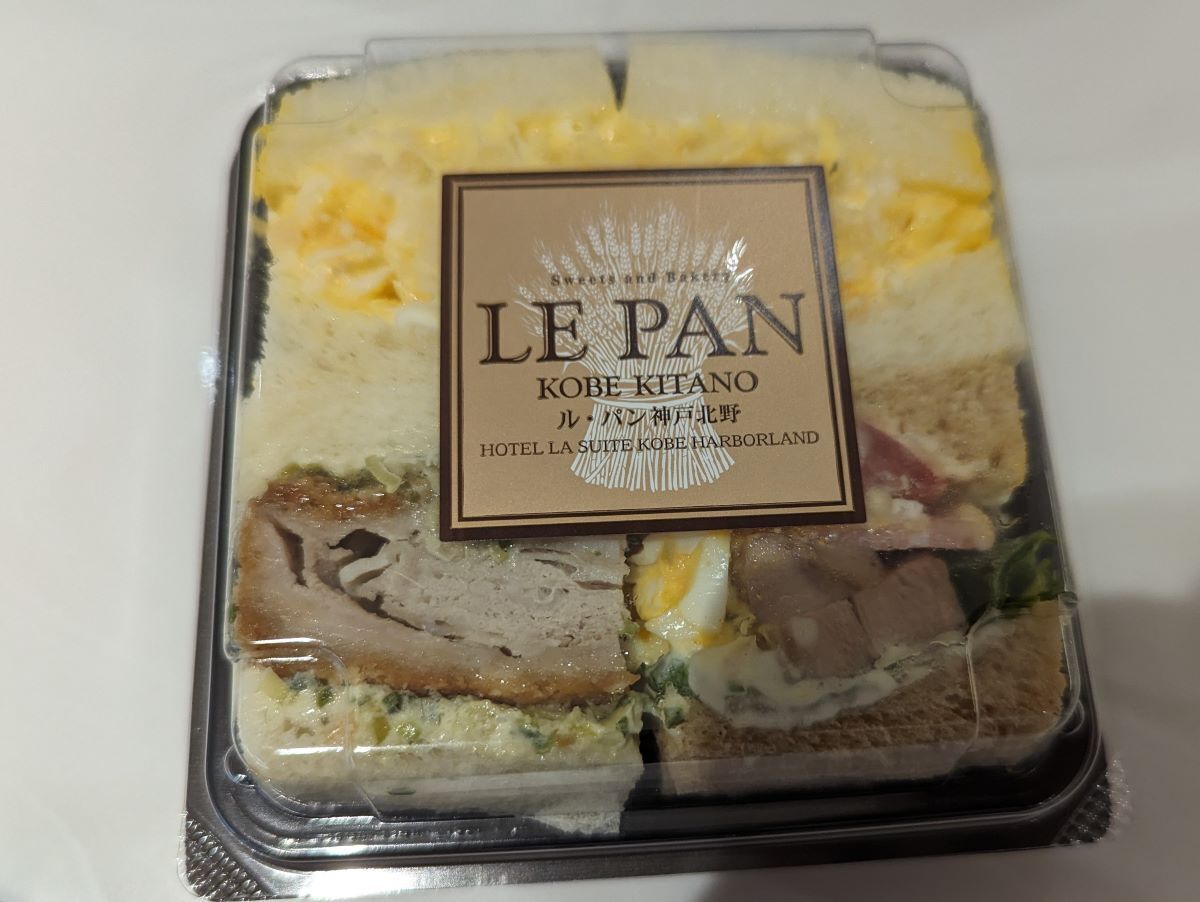 Sweets and Bakery
LE PAN
KOBE KITANO
ル・パン神戸北野
HOTEL LA SUITE KOBE HARBORLAND